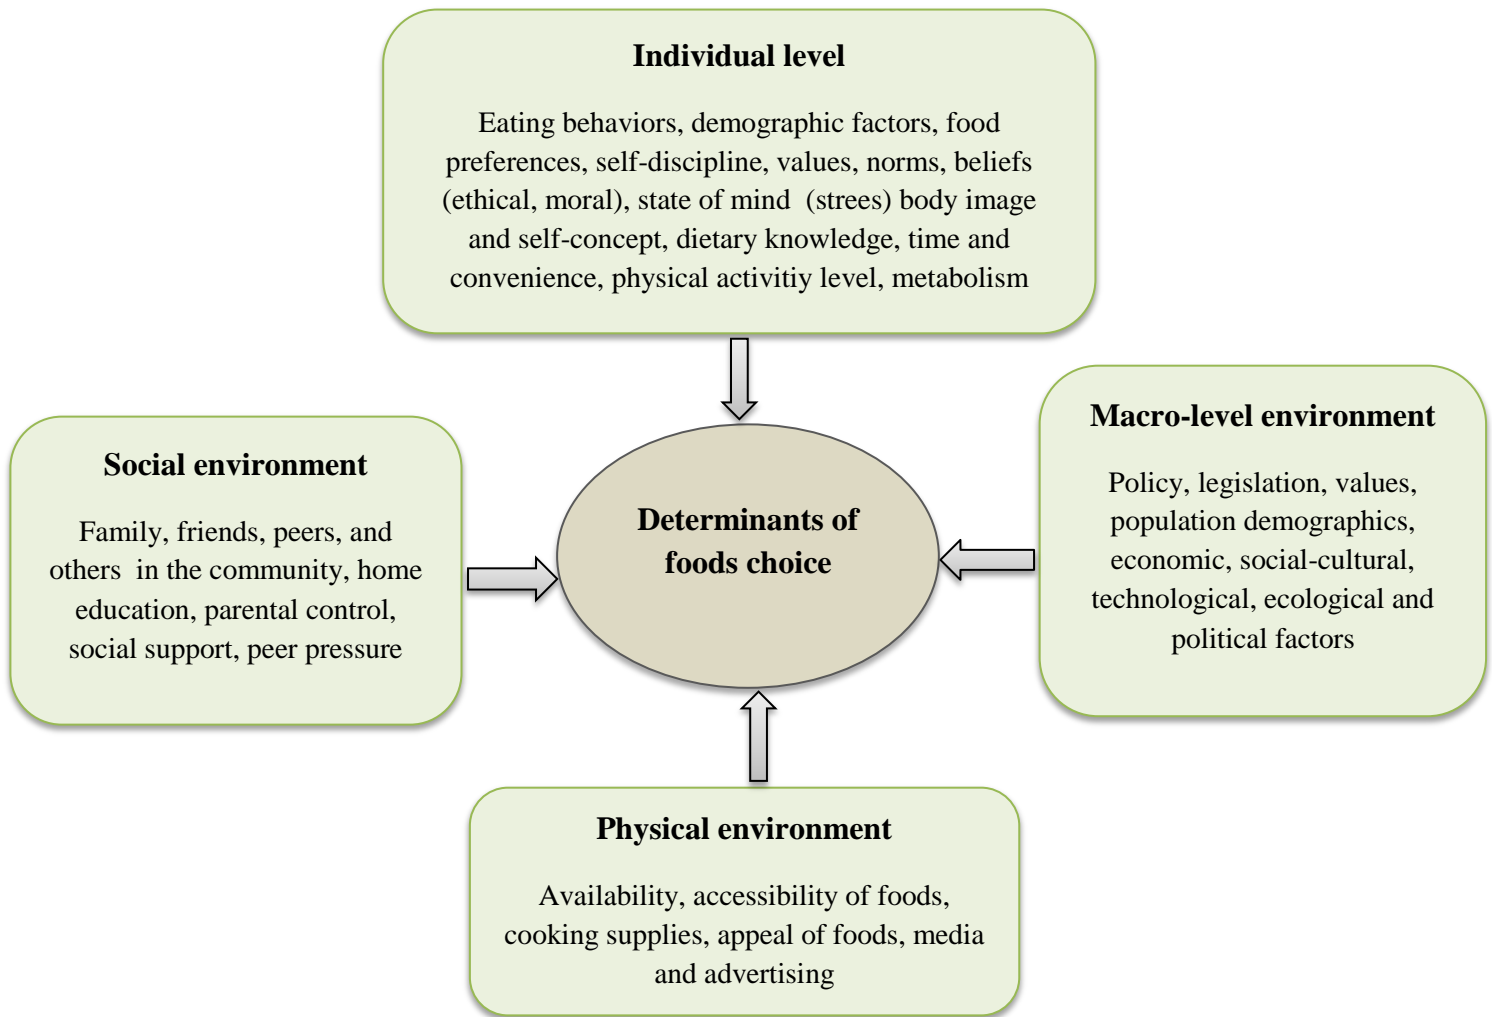 Individual level
Eating behaviors, demographic factors, food
preferences, self-discipline, values, norms, beliefs
(ethical, moral), state of mind  (strees) body image
and self-concept, dietary knowledge, time and
convenience, physical activitiy level, metabolism
Social environment
Family, friends, peers, and
others  in the community, home
education, parental control,
social support, peer pressure
Determinants of
foods choice
Macro-level environment
Policy, legislation, values,
population demographics,
economic, social-cultural,
technological, ecological and
political factors
Physical environment
Availability, accessibility of foods,
cooking supplies, appeal of foods, media
and advertising